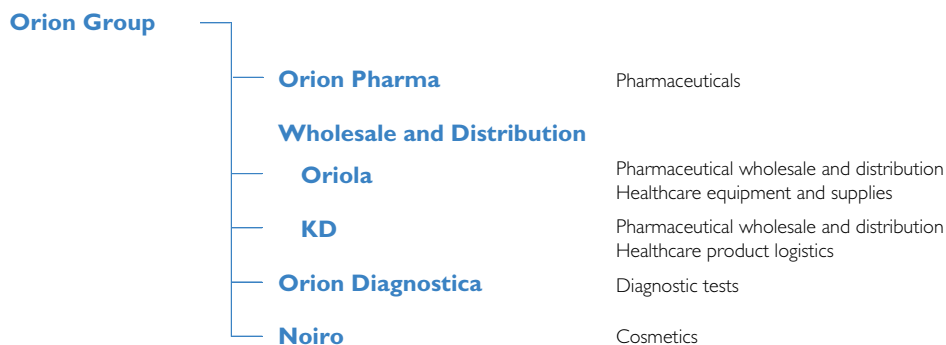 Orion Group
Orion Pharma Pharmaceuticals
Wholesale and Distribution
Oriola Pharmaceutical wholesale and distribution
Healthcare equipment and supplies
KD Pharmaceutical wholesale and distribution
Healthcare product logistics
Orion Diagnostica Diagnostic tests
Noiro Cosmetics